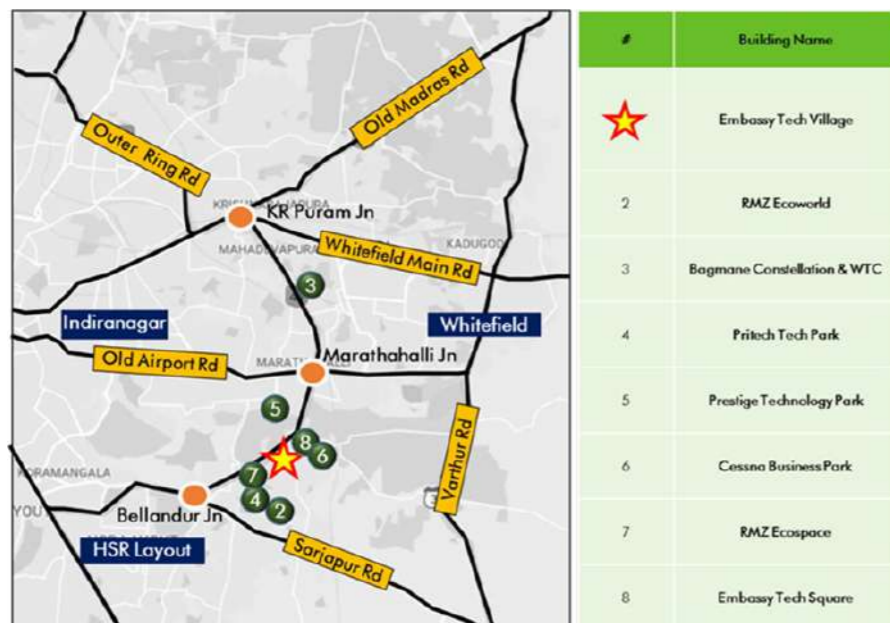 Old Madras Rd
Outer Ring Rd
KR Puram Jn
MAHADEVAPURA
KADUGOD
Whitefield Main Rd
3
Indiranagar
Whitefield
Old Airport Rd
Marathahalli Jn
5
8
6
7
4
2
Varthur Rd
KORAMANGALA
Bellandur Jn
HSR Layout
Sarjapur Rd
# Building Name
Embassy Tech Village
2 RMZ Ecoworld
3 Bagmane Constellation & WTC
4 Pritech Tech Park
5 Prestige Technology Park
6 Cessna Business Park
7 RMZ Ecospace
8 Embassy Tech Square